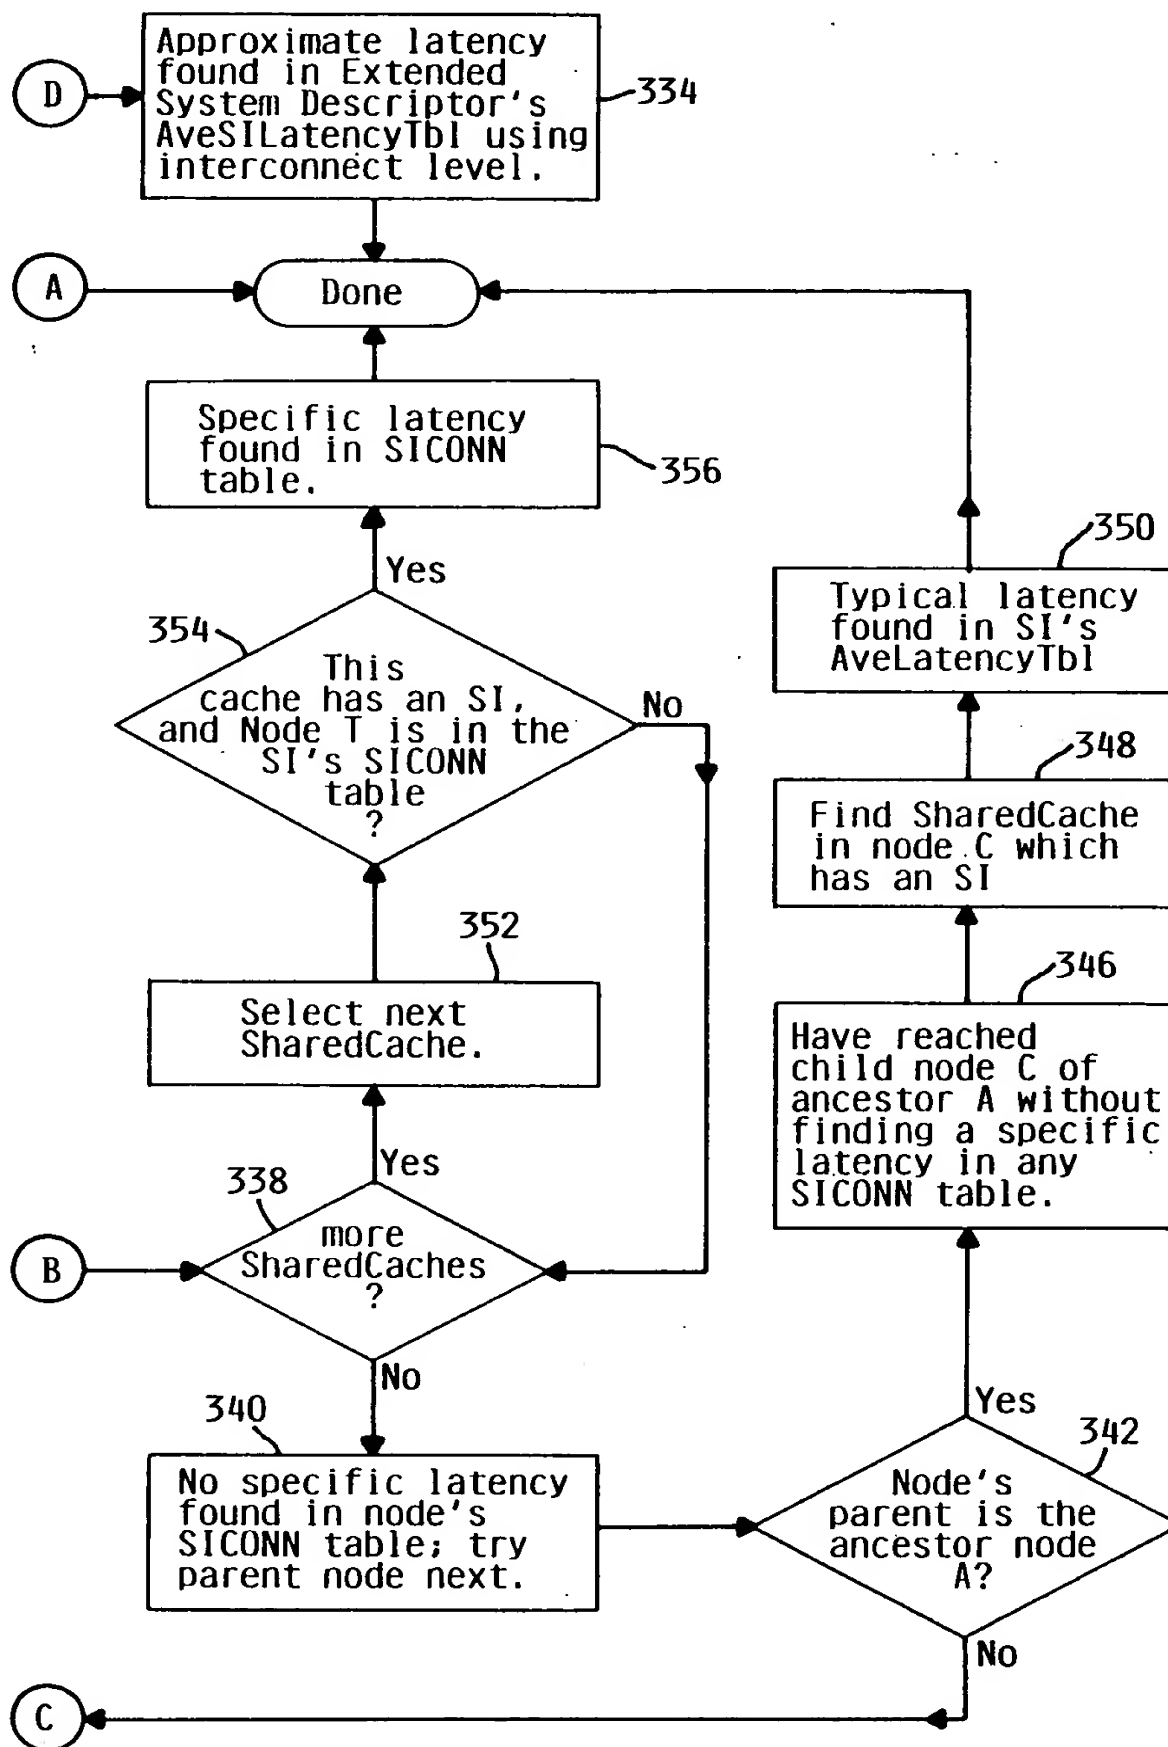 D
Approximate latency
found in Extended
System Descriptor's
AveSILatencyTbl using
interconnect level.
334
A
Done
Specific latency
found in SICONN
table.
356
Yes
354
This
cache has an SI,
and Node T is in the
SI's SICONN
table
?
No
352
Select next
SharedCache.
Yes
338
more
SharedCaches
?
B
No
340
No specific latency
found in node's
SICONN table; try
parent node next.
350
Typical latency
found in SI's
AveLatencyTbl
348
Find SharedCache
in node C which
has an SI
346
Have reached
child node C of
ancestor A without
finding a specific
latency in any
SICONN table.
Yes
342
Node's
parent is the
ancestor node
A?
No
C